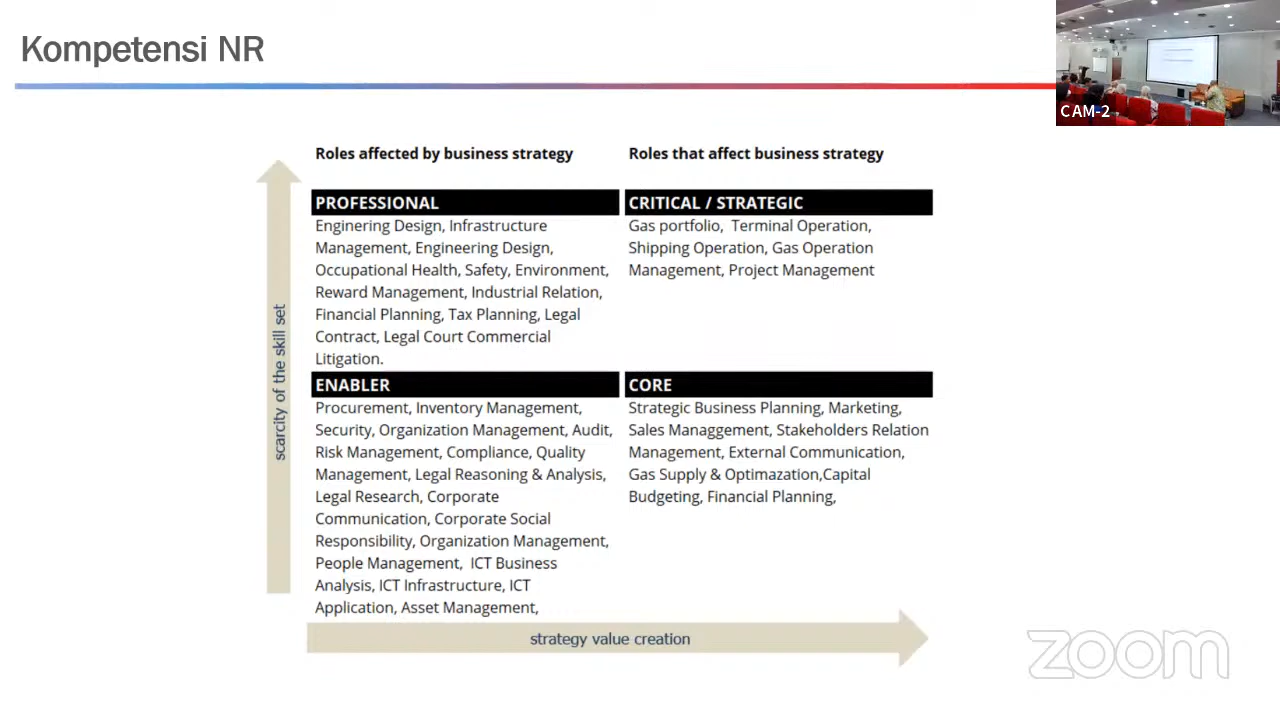 Kompetensi NR
CAM-2
Roles affected by business strategy
Roles that affect business strategy
PROFESSIONAL
Enginering Design, Infrastructure
Management, Engineering Design,
Occupational Health, Safety, Environment,
Reward Management, Industrial Relation,
Financial Planning, Tax Planning, Legal
Contract, Legal Court Commercial
Litigation.
CRITICAL / STRATEGIC
Gas portfolio, Terminal Operation,
Shipping Operation, Gas Operation
Management, Project Management
ENABLER
Procurement, Inventory Management,
Security, Organization Management, Audit,
Risk Management, Compliance, Quality
Management, Legal Reasoning & Analysis,
Legal Research, Corporate
Communication, Corporate Social
Responsibility, Organization Management,
People Management, ICT Business
Analysis, ICT Infrastructure, ICT
Application, Asset Management,
CORE
Strategic Business Planning, Marketing,
Sales Managgement, Stakeholders Relation
Management, External Communication,
Gas Supply & Optimazation,Capital
Budgeting, Financial Planning,
scarcity of the skill set
strategy value creation
zoom